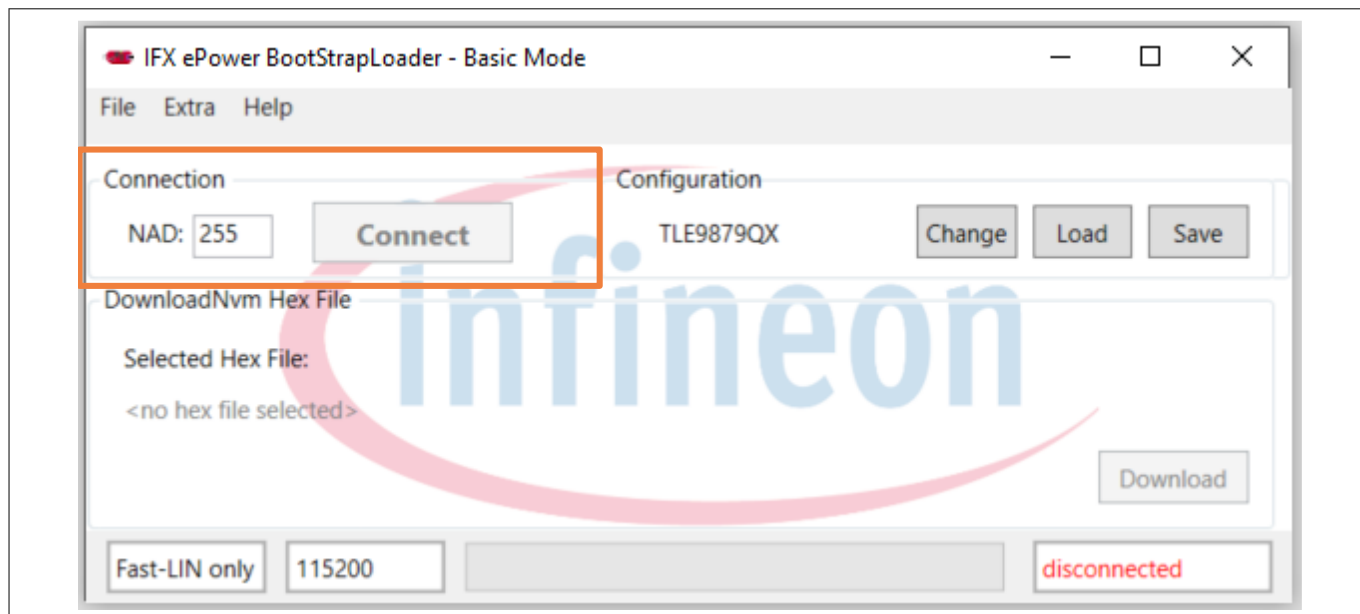 IFX ePower BootStrapLoader - Basic Mode
File Extra Help
Connection
NAD: 255 Connect
Configuration
TLE9879QX Change Load Save
DownloadNvm Hex File
Selected Hex File:
<no hex file selected>
Download
infineon
Fast-LIN only 115200 disconnected